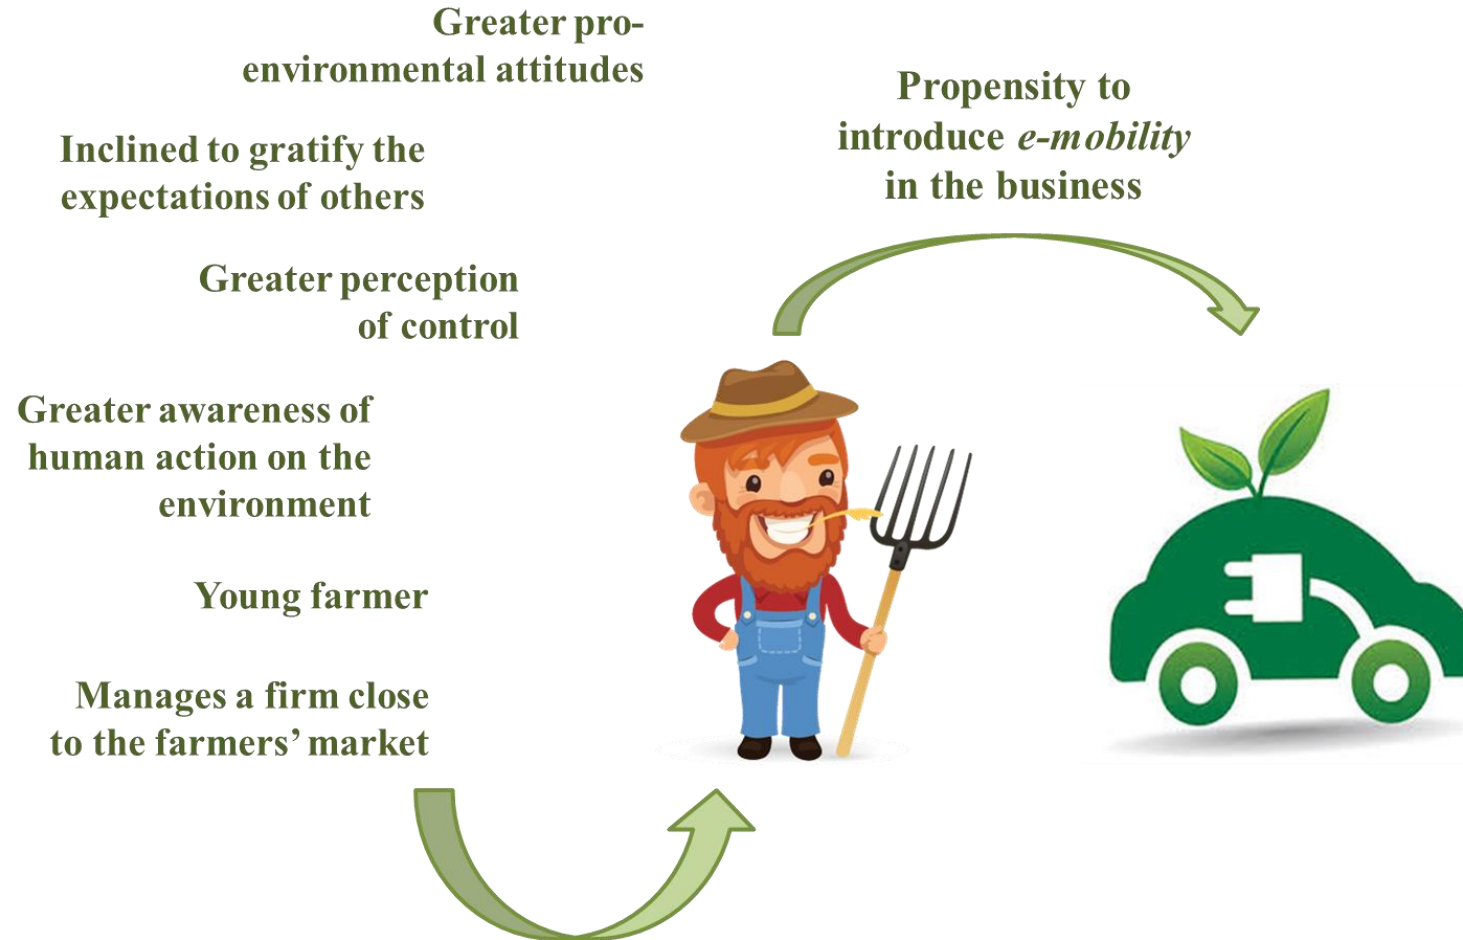 Greater pro-
environmental attitudes
Inclined to gratify the
expectations of others
Greater perception
of control
Greater awareness of
human action on the
environment
Young farmer
Manages a firm close
to the farmers’ market
Propensity to
introduce e-mobility
in the business